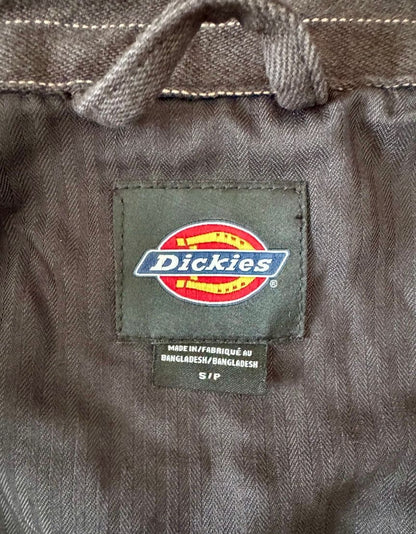 Dickies®
MADE IN/FABRIQUÉ AU
BANGLADESH/BANGLADESH
S/P